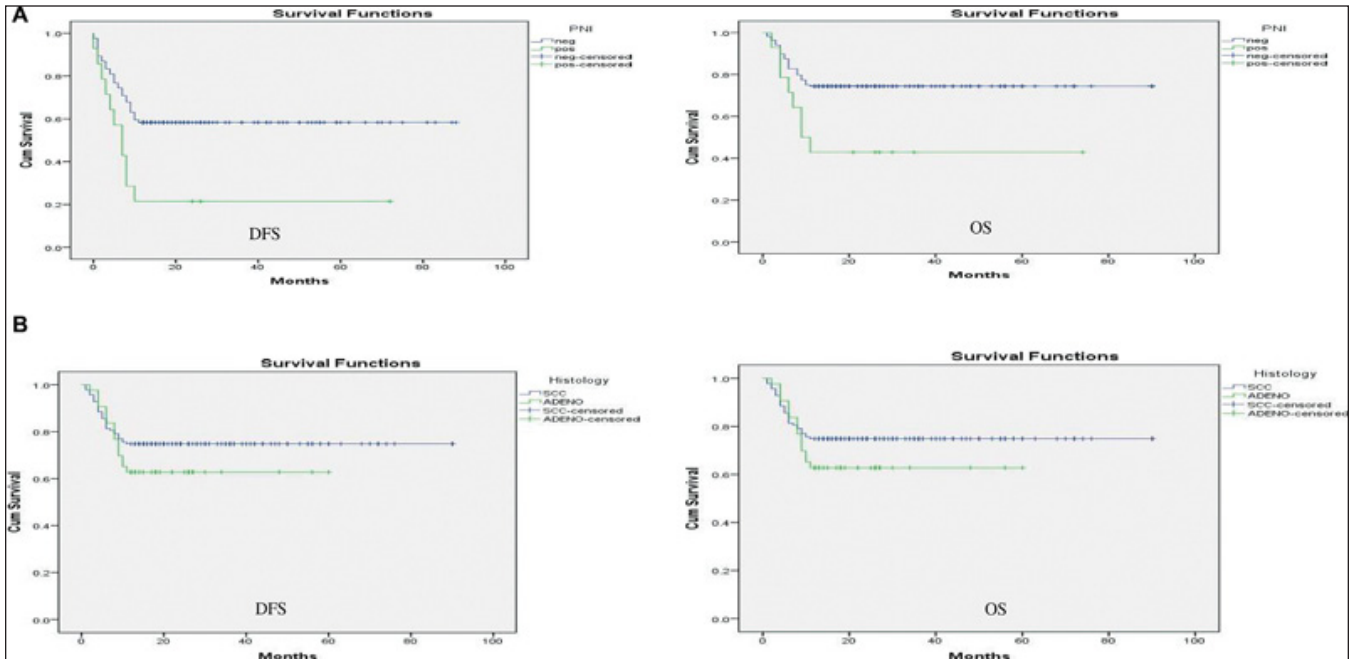 A
Survival Functions
PNI
neg
pos
neg-censored
pos-censored
Cum Survival
1.0
0.8
0.6
0.4
0.2
0.0
DFS
0 20 40 60 80 100
Months
Survival Functions
PNI
neg
pos
neg-censored
pos-censored
Cum Survival
1.0
0.8
0.6
0.4
0.2
0.0
OS
0 20 40 60 80 100
Months
B
Survival Functions
Histology
SCC
ADENO
SCC-censored
ADENO-censored
Cum Survival
1.0
0.8
0.6
0.4
0.2
0.0
DFS
0 20 40 60 80 100
Months
Survival Functions
Histology
SCC
ADENO
SCC-censored
ADENO-censored
Cum Survival
1.0
0.8
0.6
0.4
0.2
0.0
OS
0 20 40 60 80 100
Months